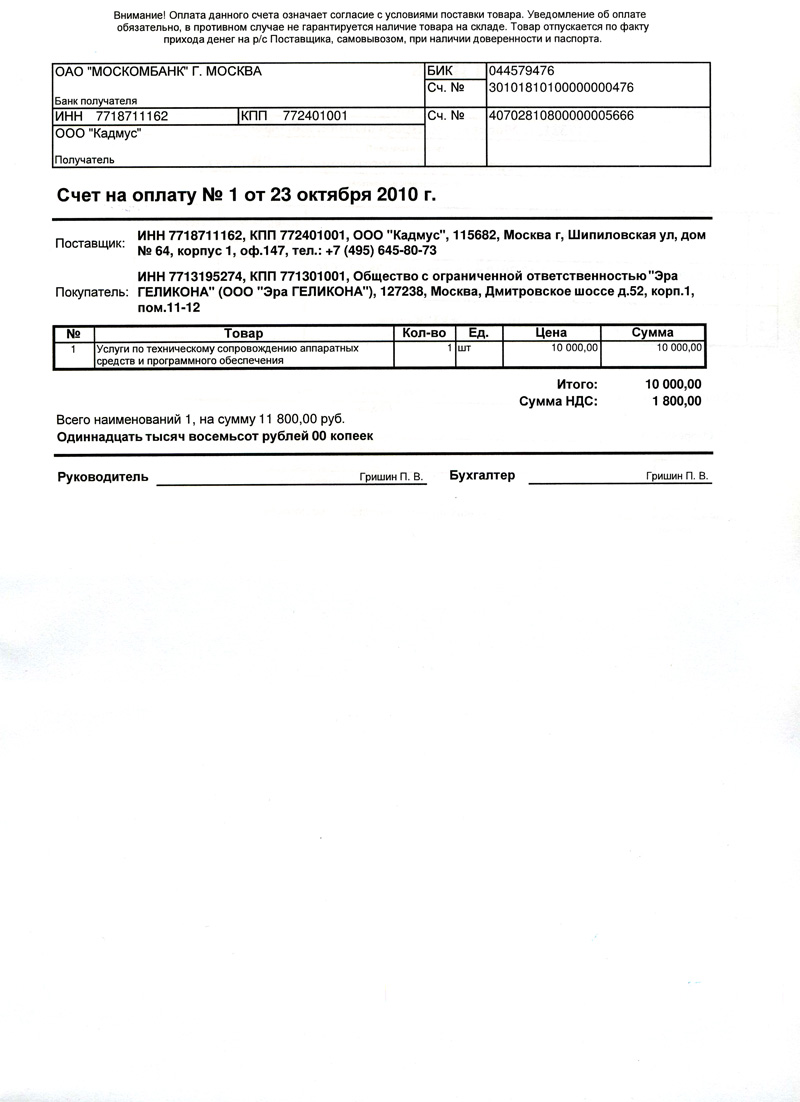 Внимание! Оплата данного счета означает согласие с условиями поставки товара. Уведомление об оплате
обязательно, в противном случае не гарантируется наличие товара на складе. Товар отпускается по факту
прихода денег на р/с Поставщика, самовывозом, при наличии доверенности и паспорта.
ОАО "МОСКОМБАНК" Г. МОСКВА БИК 044579476
Сч. № 30101810100000000476
Банк получателя
ИНН 7718711162 КПП 772401001 Сч. № 40702810800000005666
ООО "Кадмус"
Получатель
Счет на оплату № 1 от 23 октября 2010 г.
Поставщик: ИНН 7718711162, КПП 772401001, ООО "Кадмус", 115682, Москва г, Шипиловская ул, дом
№ 64, корпус 1, оф.147, тел.: +7 (495) 645-80-73
Покупатель: ИНН 7713195274, КПП 771301001, Общество с ограниченной ответственностью "Эра
ГЕЛИКОНА" (ООО "Эра ГЕЛИКОНА"), 127238, Москва, Дмитровское шоссе д.52, корп.1,
пом.11-12
№ Товар Кол-во Ед. Цена Сумма
1 Услуги по техническому сопровождению аппаратных 1 шт 10 000,00 10 000,00
средств и программного обеспечения
Итого: 10 000,00
Сумма НДС: 1 800,00
Всего наименований 1, на сумму 11 800,00 руб.
Одиннадцать тысяч восемьсот рублей 00 копеек
Руководитель Гришин П. В. Бухгалтер Гришин П. В.